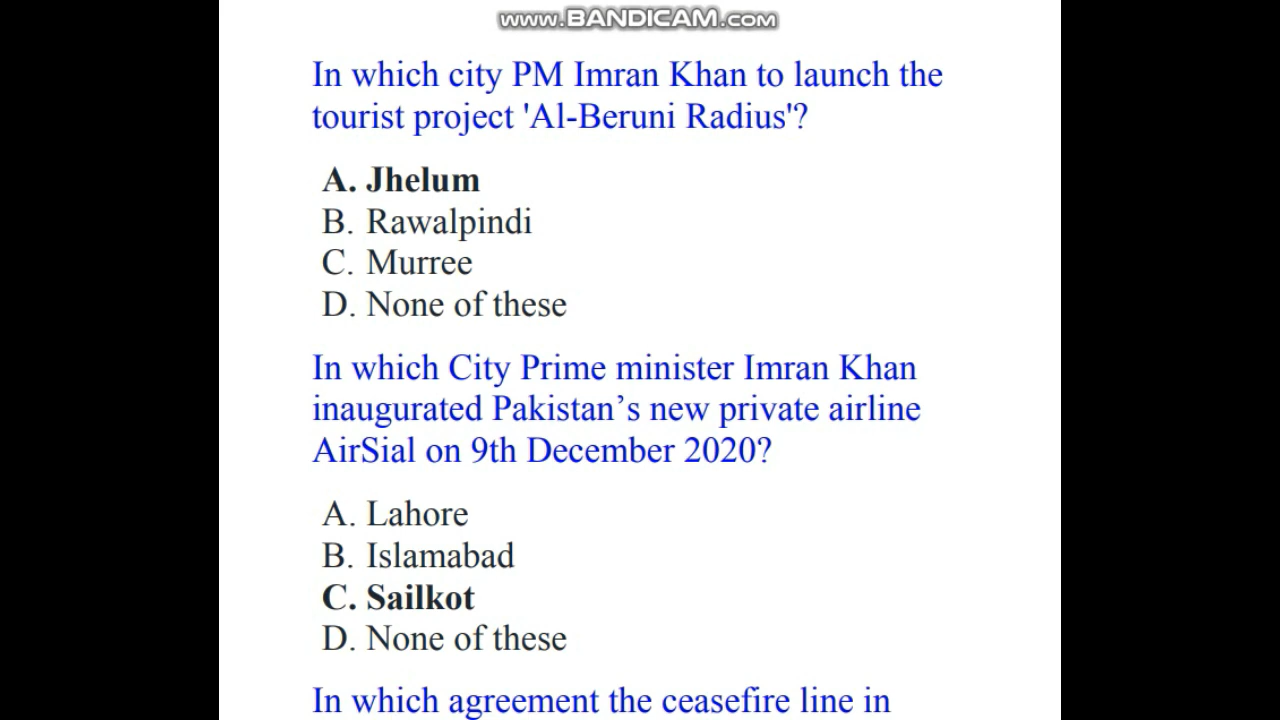 www.BANDICAM.com
In which city PM Imran Khan to launch the
tourist project 'Al-Beruni Radius'?
A. Jhelum
B. Rawalpindi
C. Murree
D. None of these
In which City Prime minister Imran Khan
inaugurated Pakistan’s new private airline
AirSial on 9th December 2020?
A. Lahore
B. Islamabad
C. Sailkot
D. None of these
In which agreement the ceasefire line in